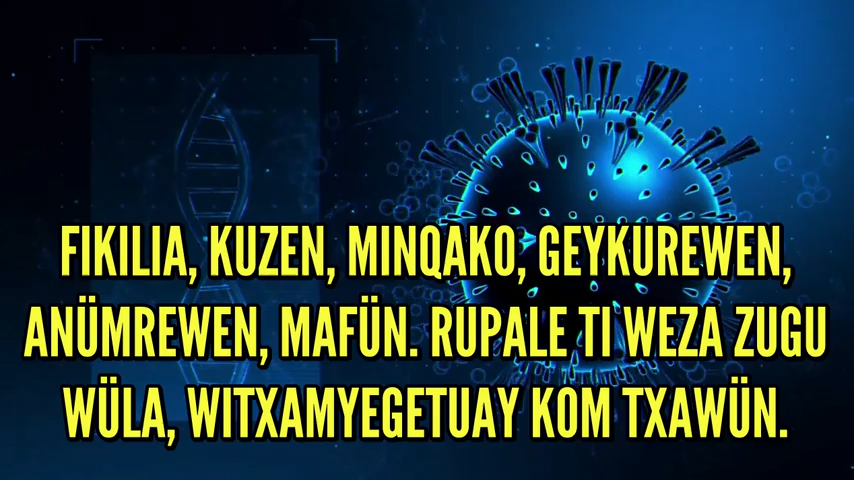 FIKILIA, KUZEN, MINQAKO, GEYKUREWEN,
ANÜMREWEN, MAFÜN. RUPALE TI WEZA ZUGU
WÜLA, WITXAMYEGETUAY KOM TXAWÜN.